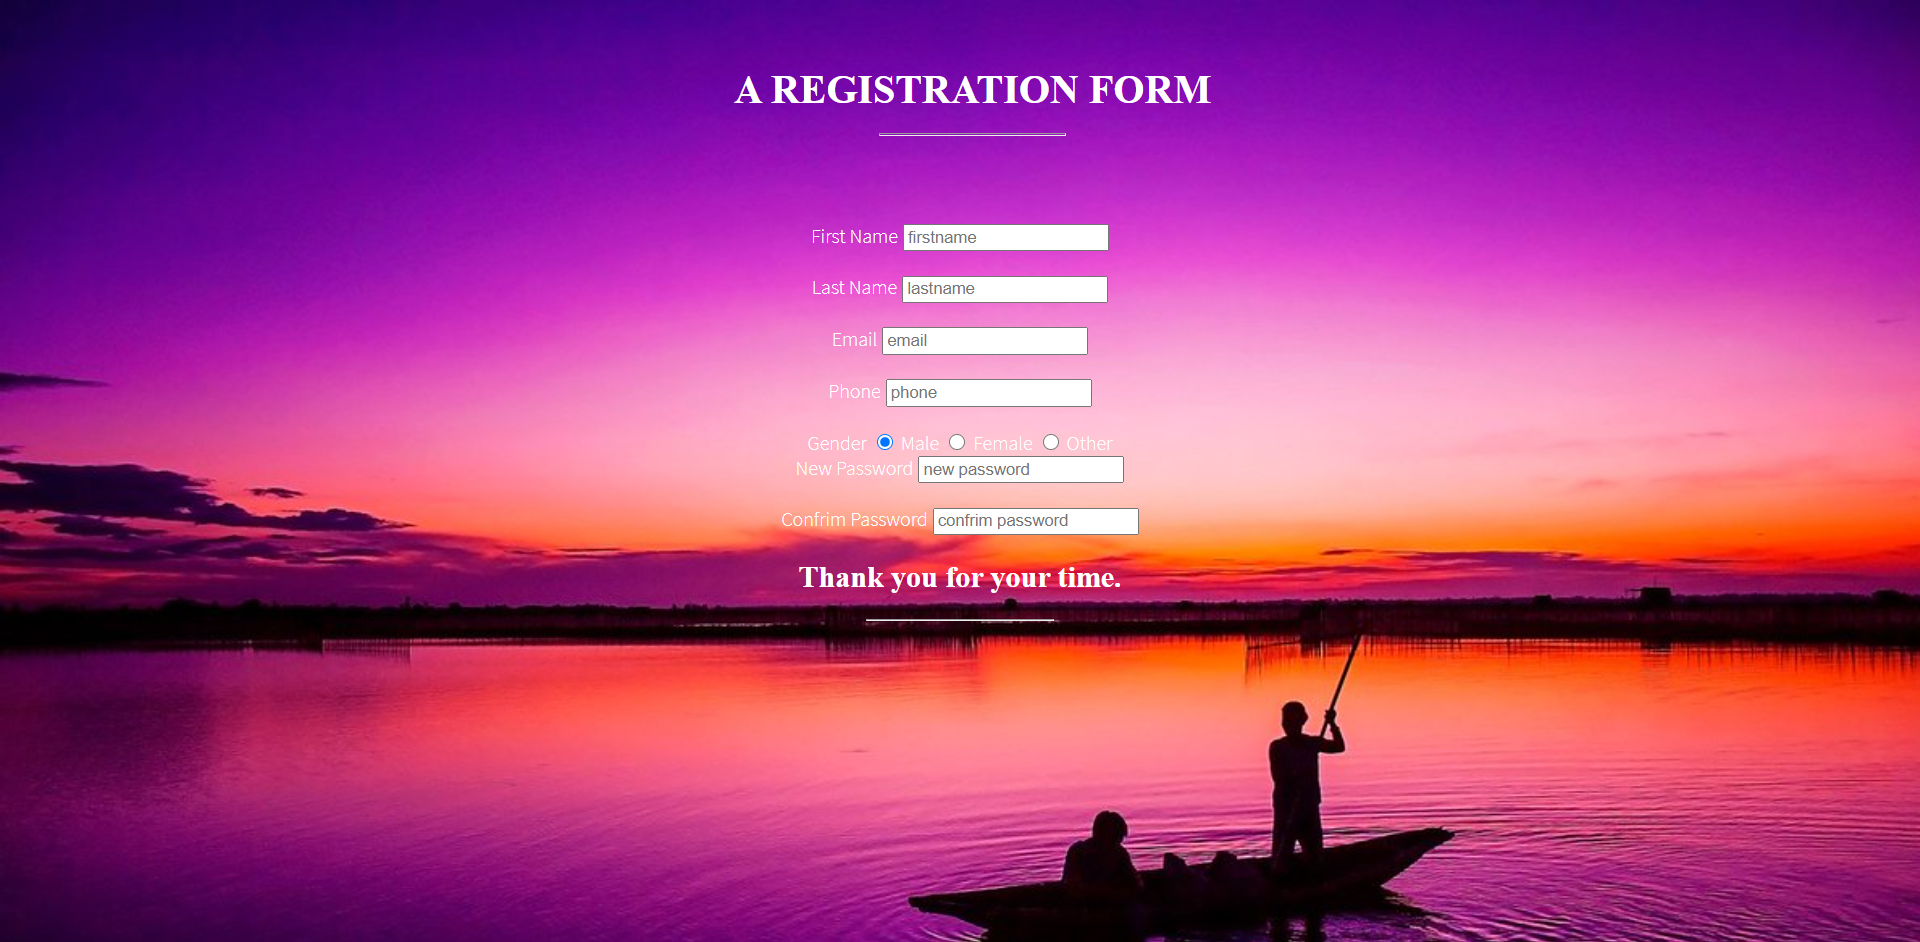 A REGISTRATION FORM
First Name firstname
Last Name lastname
Email email
Phone phone
Gender Male Female Other
New Password new password
Confrim Password confrim password
Thank you for your time.